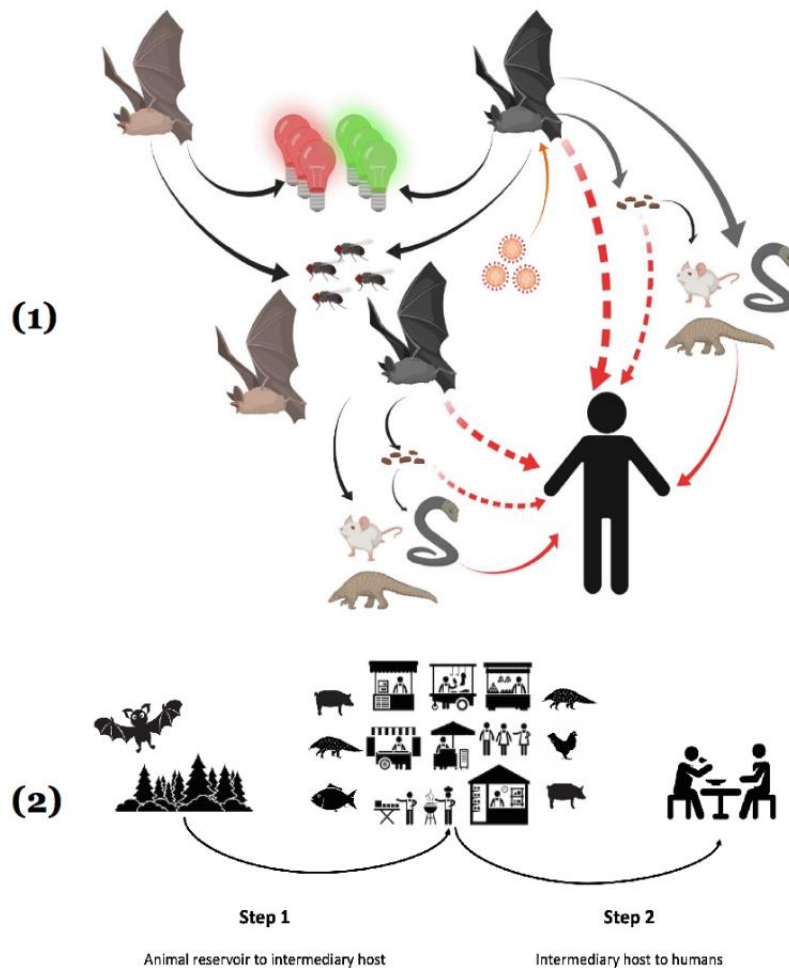 (1)
(2)
Step 1
Step 2
Animal reservoir to intermediary host
Intermediary host to humans